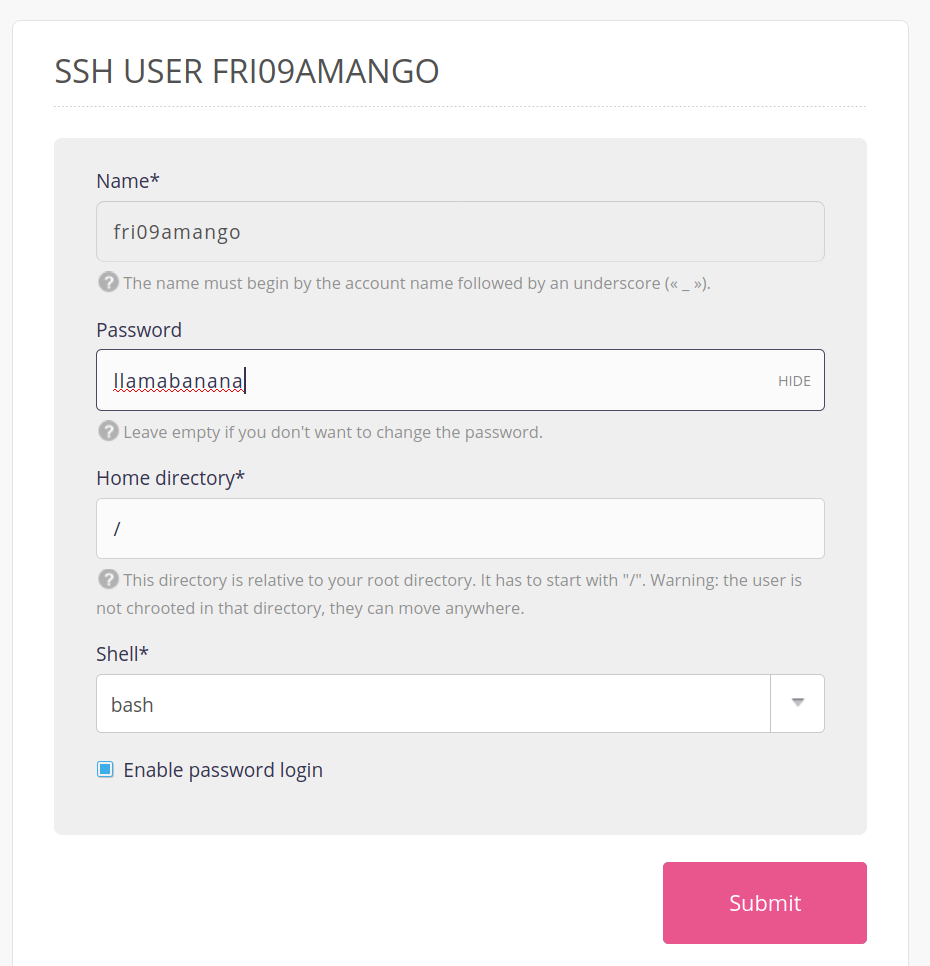 SSH USER FRI09AMANGO
Name*
fri09amango
? The name must begin by the account name followed by an underscore (« _ »).
Password
llamabanana HIDE
? Leave empty if you don't want to change the password.
Home directory*
/
? This directory is relative to your root directory. It has to start with "/". Warning: the user is
not chrooted in that directory, they can move anywhere.
Shell*
bash
Enable password login
Submit